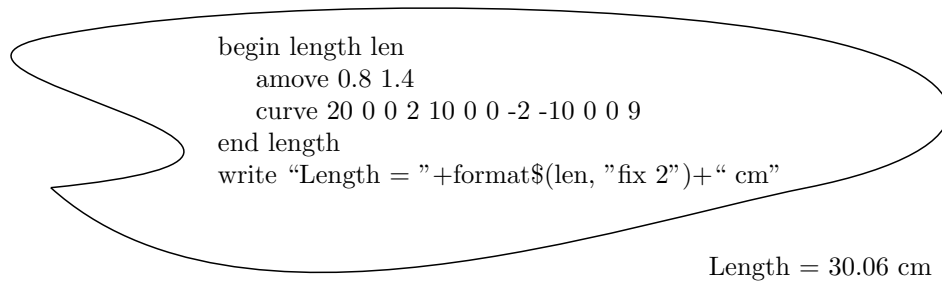 begin length len
amove 0.8 1.4
curve 20 0 0 2 10 0 0 -2 -10 0 0 9
end length
write “Length = ”+format$(len, ”fix 2”)+“ cm”
Length = 30.06 cm